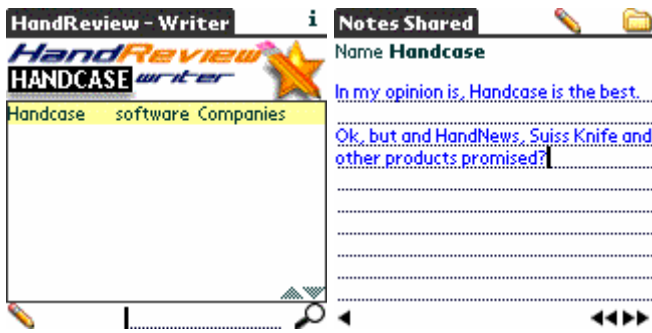 HandReview - Writer
i
HandReview
HANDCASE writer
Handcase software Companies
Notes Shared
Name Handcase
In my opinion is, Handcase is the best.
Ok, but and HandNews, Suiss Knife and
other products promised?